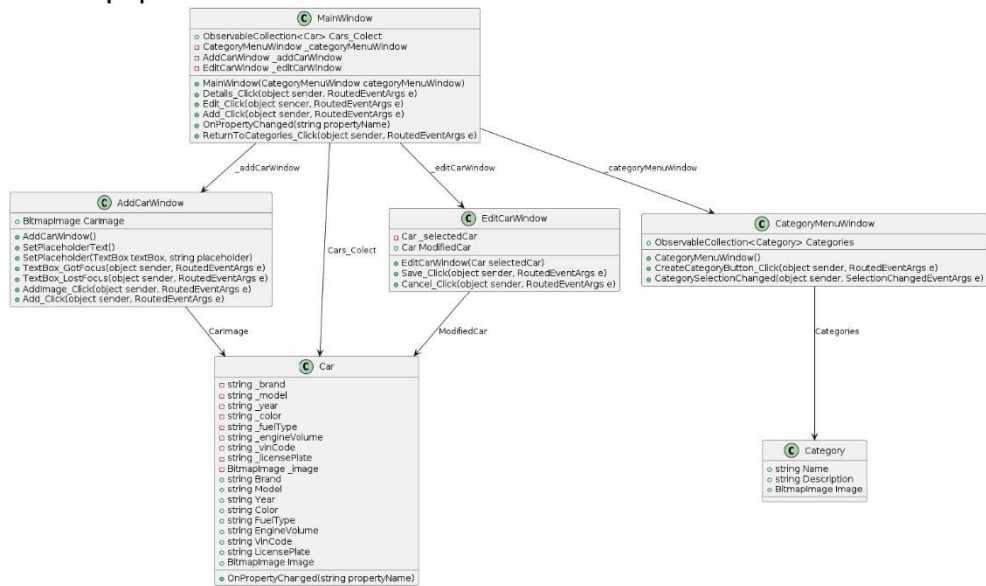 MainWindow
ObservableCollection<Car> Cars_Colect
CategoryMenuWindow _categoryMenuWindow
AddCarWindow _addCarWindow
EditCarWindow _editCarWindow
MainWindow(CategoryMenuWindow categoryMenuWindow)
Details_Click(object sender, RoutedEventArgs e)
Edit_Click(object sencer, RoutedEventArgs e)
Add_Click(object sender, RoutedEventArgs e)
OnPropertyChanged(string propertyName)
ReturnToCategories_Click(object sender, RoutedEventArgs e)
_addCarWindow
Cars_Colect
_editCarWindow
_categoryMenuWindow
AddCarWindow
BitmapImage CarImage
AddCarWindow()
SetPlaceholderText()
SetPlaceholder(TextBox textBox, string placeholder)
TextBox_GotFocus(object sender, RoutedEventArgs e)
TextBox_LostFocus(object sender, RoutedEventArgs e)
AddImage_Click(object sender, RoutedEventArgs e)
Add_Click(object sender, RoutedEventArgs e)
EditCarWindow
Car _selectedCar
Car ModifiedCar
EditCarWindow(Car selectedCar)
Save_Click(object sender, RoutedEventArgs e)
Cancel_Click(object sender, RoutedEventArgs e)
CategoryMenuWindow
ObservableCollection<Category> Categories
CategoryMenuWindow()
CreateCategoryButton_Click(object sender, RoutedEventArgs e)
CategorySelectionChanged(object sender, SelectionChangedEventArgs e)
CarImage
ModifiedCar
Categories
Car
string _brand
string _model
string _year
string _color
string _fuelType
string _engineVolume
string _vinCode
string _licensePlate
BitmapImage _image
string Brand
string Model
string Year
string Color
string FuelType
string EngineVolume
string VinCode
string LicensePlate
BitmapImage Image
OnPropertyChanged(string propertyName)
Category
string Name
string Description
BitmapImage Image